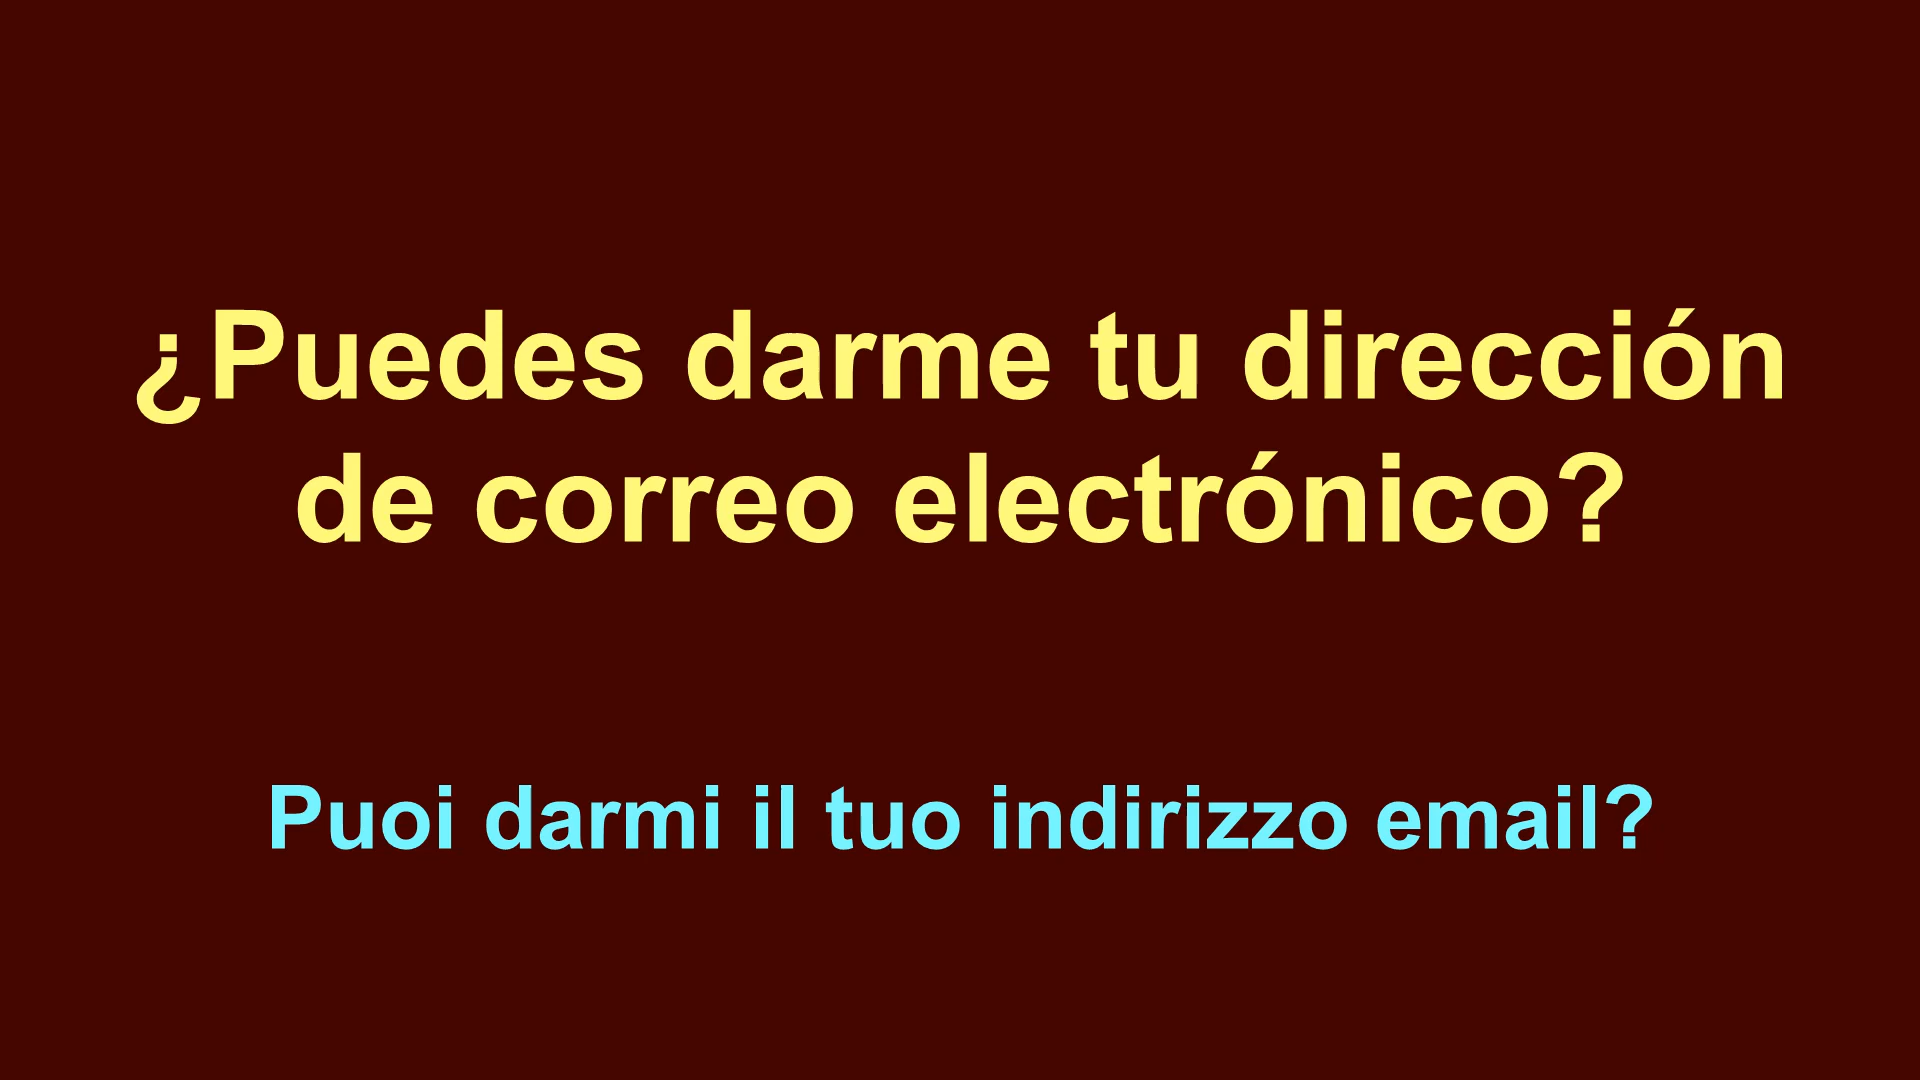 ¿Puedes darme tu dirección
de correo electrónico?
Puoi darmi il tuo indirizzo email?